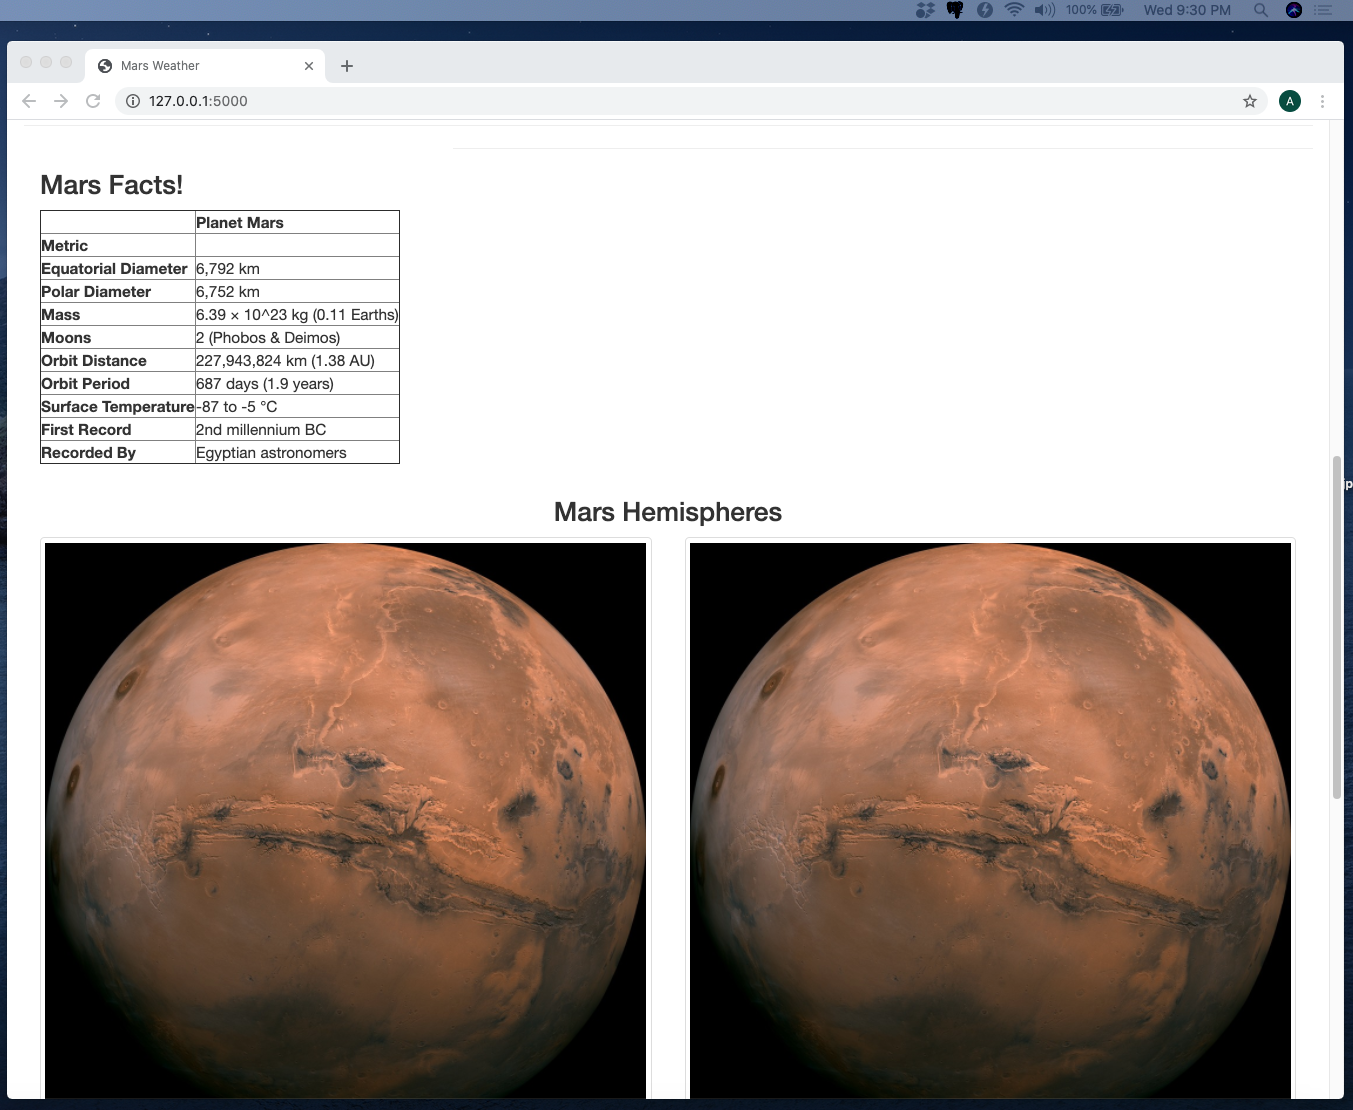 100% Wed 9:30 PM
Mars Weather
127.0.0.1:5000
A
Mars Facts!
Planet Mars
Metric
Equatorial Diameter 6,792 km
Polar Diameter 6,752 km
Mass 6.39 × 10^23 kg (0.11 Earths)
Moons 2 (Phobos & Deimos)
Orbit Distance 227,943,824 km (1.38 AU)
Orbit Period 687 days (1.9 years)
Surface Temperature -87 to -5 °C
First Record 2nd millennium BC
Recorded By Egyptian astronomers
ip
Mars Hemispheres